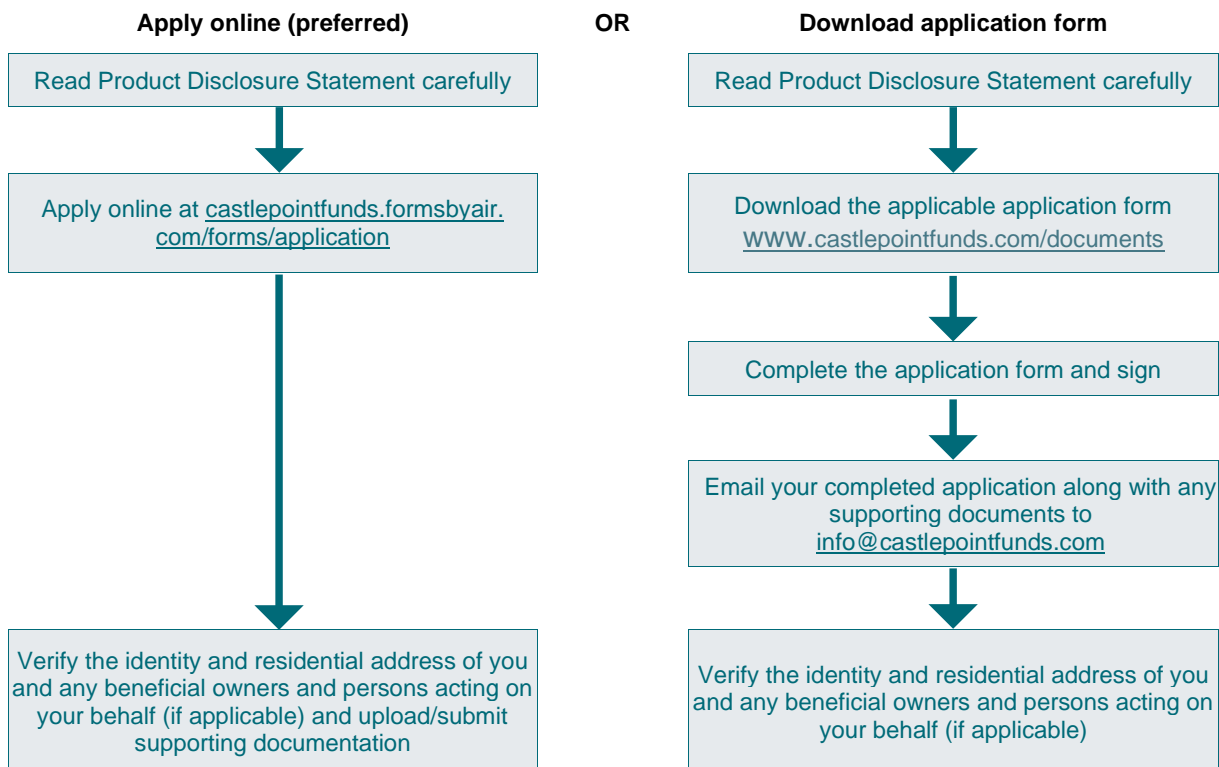 Apply online (preferred)
OR
Download application form
Read Product Disclosure Statement carefully
Apply online at castlepointfunds.formsbyair.
com/forms/application
Verify the identity and residential address of you
and any beneficial owners and persons acting on
your behalf (if applicable) and upload/submit
supporting documentation
Read Product Disclosure Statement carefully
Download the applicable application form
www.castlepointfunds.com/documents
Complete the application form and sign
Email your completed application along with any
supporting documents to
info@castlepointfunds.com
Verify the identity and residential address of you
and any beneficial owners and persons acting on
your behalf (if applicable)